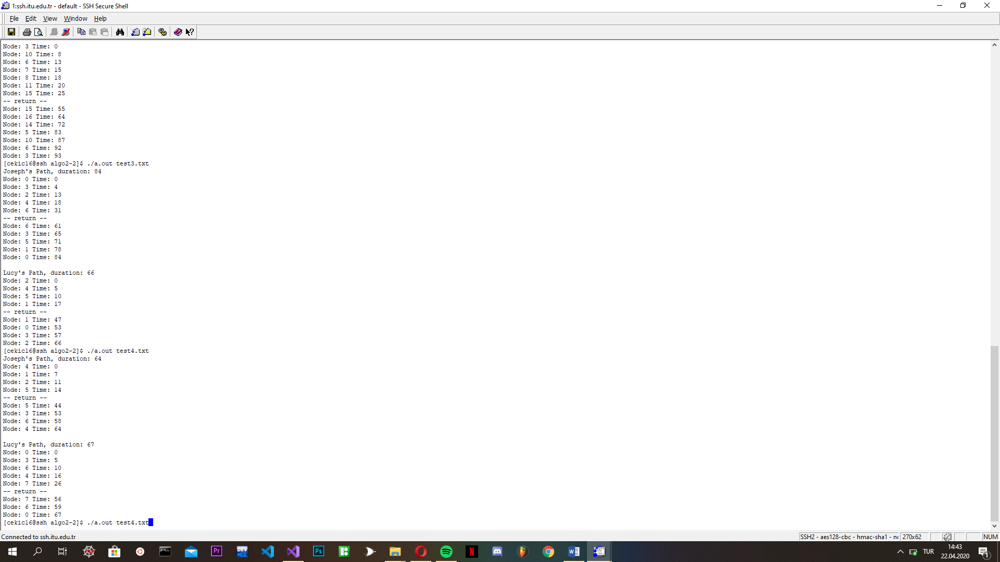 1:ssh.itu.edu.tr - default - SSH Secure Shell
File Edit View Window Help
Node: 3 Time: 0
Node: 10 Time: 8
Node: 6 Time: 13
Node: 7 Time: 15
Node: 8 Time: 18
Node: 11 Time: 20
Node: 15 Time: 25
-- return --
Node: 15 Time: 55
Node: 16 Time: 64
Node: 14 Time: 72
Node: 5 Time: 83
Node: 10 Time: 87
Node: 6 Time: 92
Node: 3 Time: 93
[cekic16@ssh algo2-2]$ ./a.out test3.txt
Joseph's Path, duration: 84
Node: 0 Time: 0
Node: 3 Time: 4
Node: 2 Time: 13
Node: 4 Time: 18
Node: 6 Time: 31
-- return --
Node: 6 Time: 61
Node: 3 Time: 65
Node: 5 Time: 71
Node: 1 Time: 78
Node: 0 Time: 84
Lucy's Path, duration: 66
Node: 2 Time: 0
Node: 4 Time: 5
Node: 5 Time: 10
Node: 1 Time: 17
-- return --
Node: 1 Time: 47
Node: 0 Time: 53
Node: 3 Time: 57
Node: 2 Time: 66
[cekic16@ssh algo2-2]$ ./a.out test4.txt
Joseph's Path, duration: 64
Node: 4 Time: 0
Node: 1 Time: 7
Node: 2 Time: 11
Node: 5 Time: 14
-- return --
Node: 5 Time: 44
Node: 3 Time: 53
Node: 6 Time: 58
Node: 4 Time: 64
Lucy's Path, duration: 67
Node: 0 Time: 0
Node: 3 Time: 5
Node: 6 Time: 10
Node: 4 Time: 16
Node: 7 Time: 26
-- return --
Node: 7 Time: 56
Node: 6 Time: 59
Node: 0 Time: 67
[cekic16@ssh algo2-2]$ ./a.out test4.txt
Connected to ssh.itu.edu.tr SSH2 - aes128-cbc - hmac-sha1 - 270x62 NUM
Pr DEV Ps N W TUR 14:43
22.04.2020 1